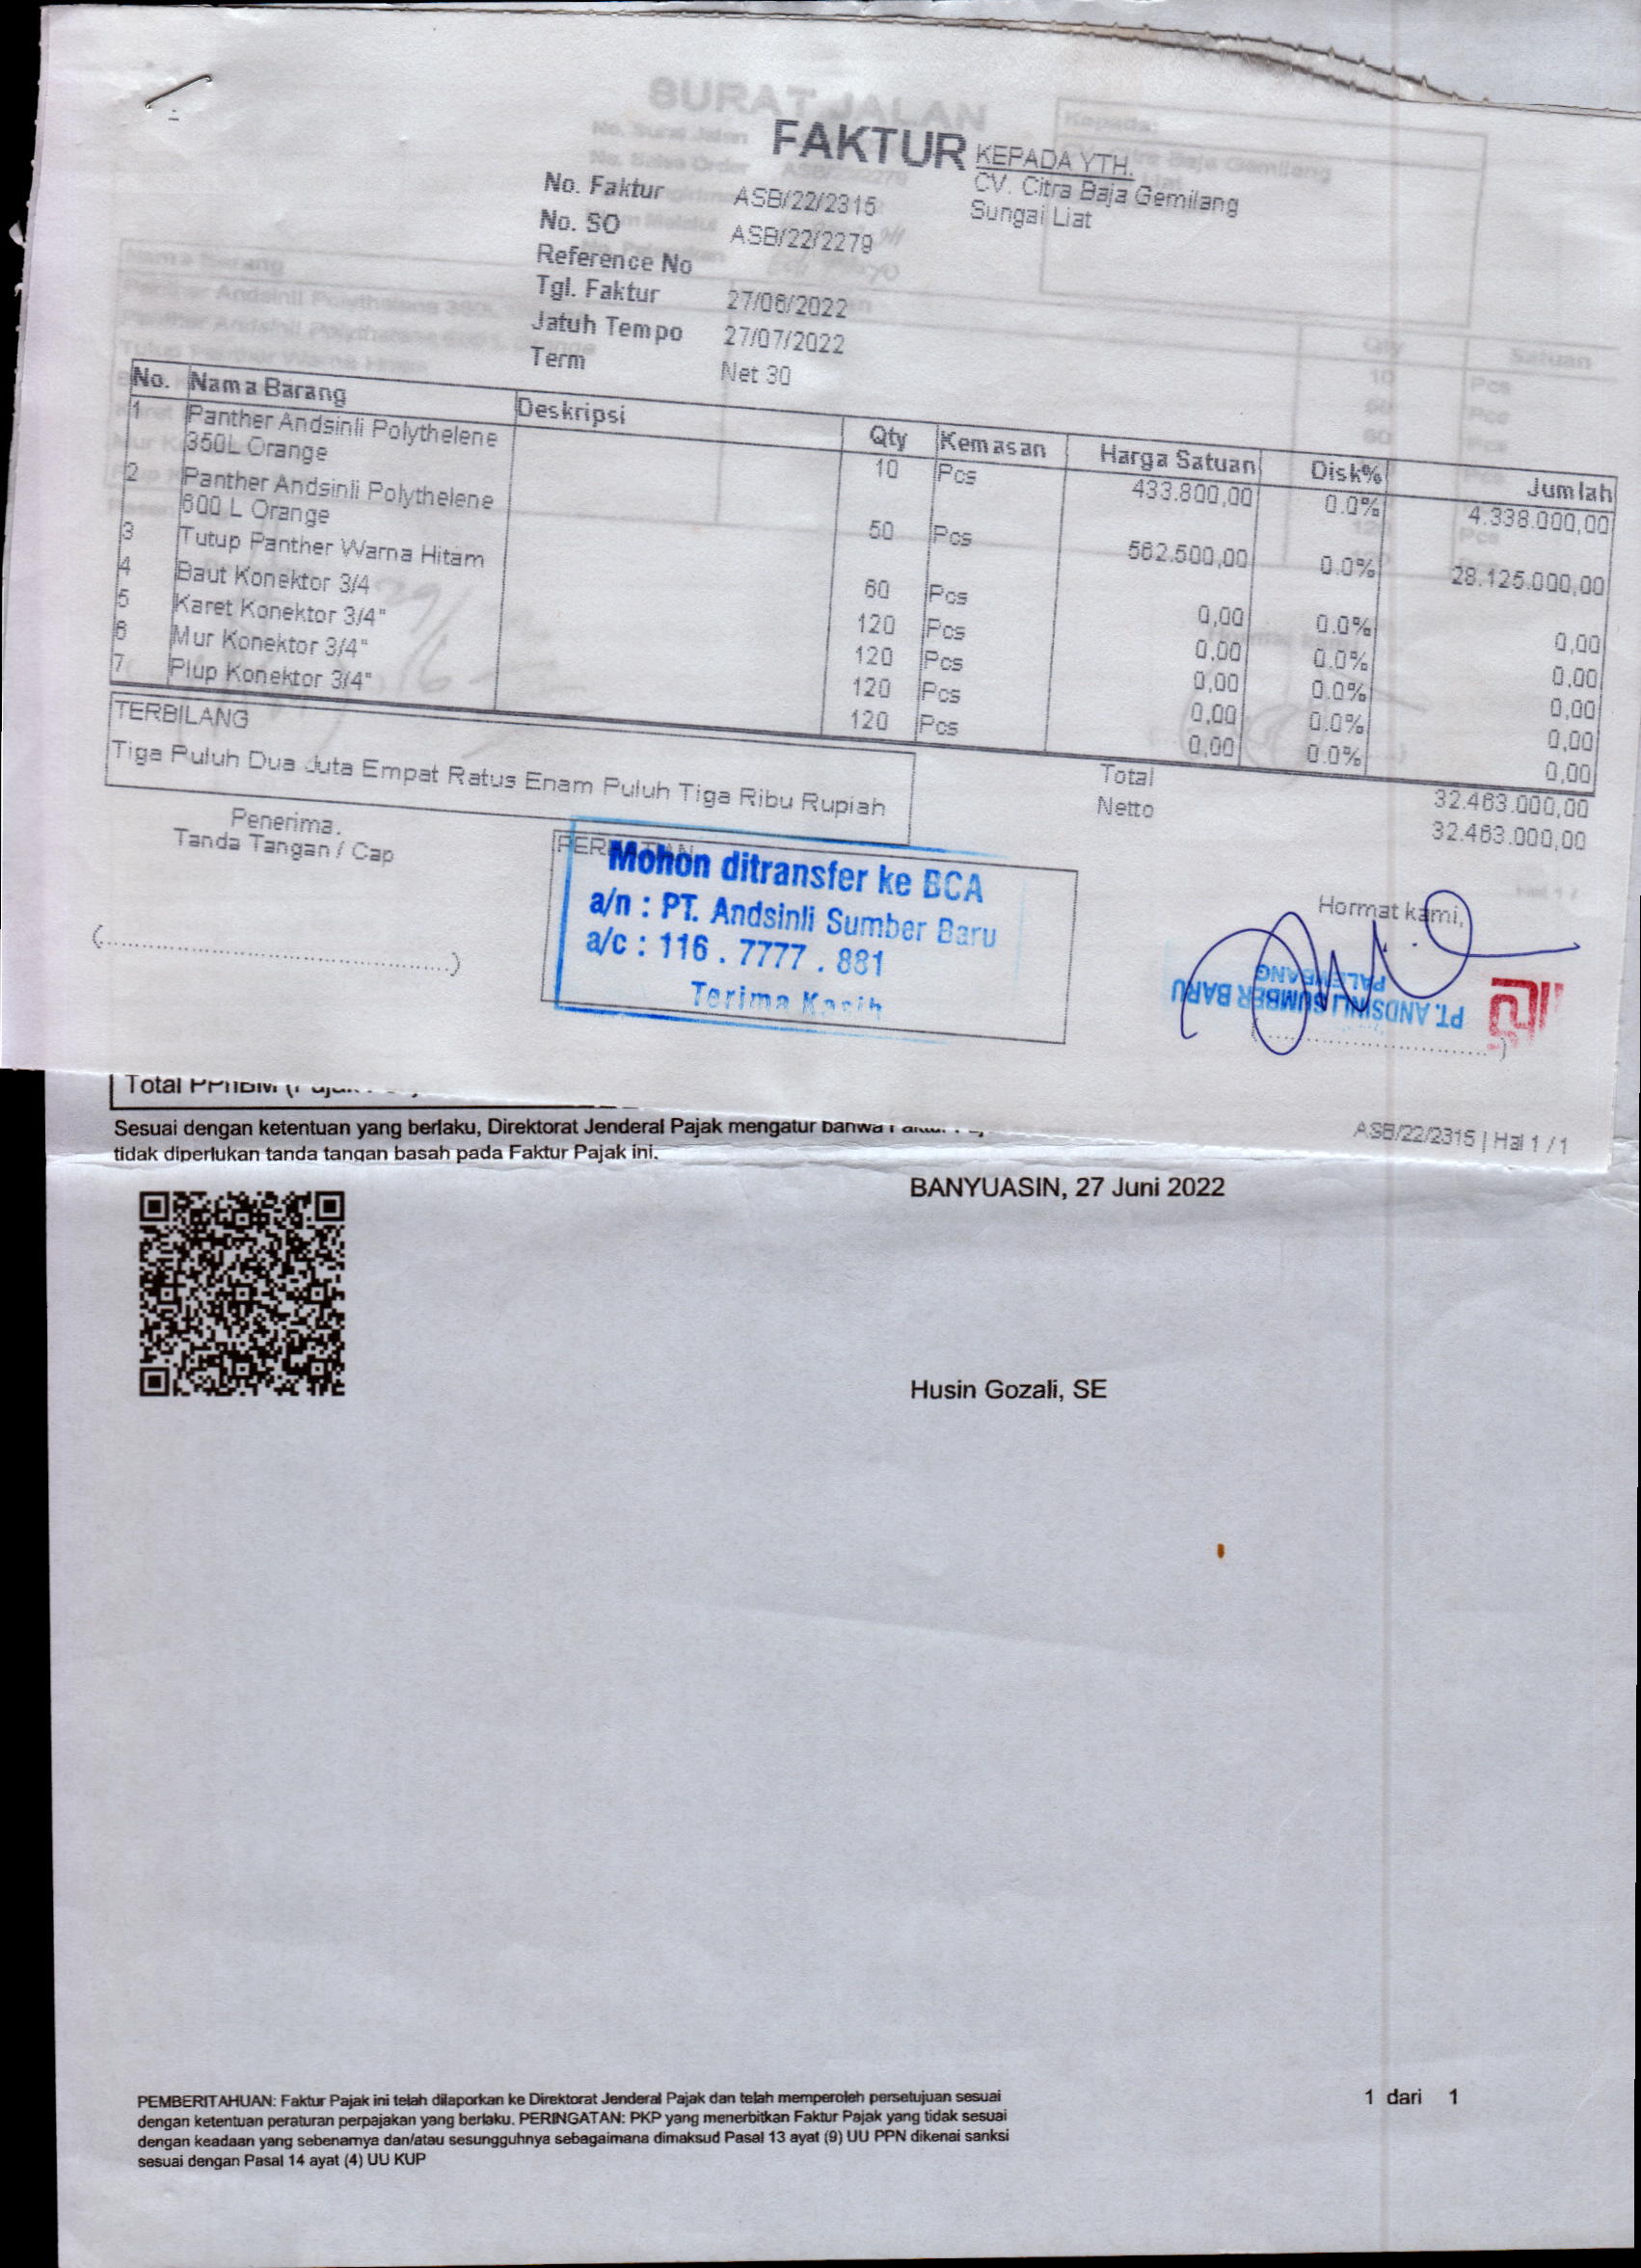 FAKTUR
KEPADA YTH.
CV. Citra Baja Gemilang
Sungai Liat
No. Faktur ASB/22/2315
No. SO ASB/22/2279
Reference No
Tgl. Faktur 27/06/2022
Jatuh Tempo 27/07/2022
Term Net 30
No. Nama Barang Deskripsi Qty Kemasan Harga Satuan Disk% Jumlah
1 Panther Andsinli Polythelene 10 Pcs 433.800,00 0.0% 4.338.000,00
350L Orange
2 Panther Andsinli Polythelene 50 Pcs 562.500,00 0.0% 28.125.000,00
600 L Orange
3 Tutup Panther Warna Hitam 60 Pcs 0,00 0.0% 0,00
4 Baut Konektor 3/4 120 Pcs 0,00 0.0% 0,00
5 Karet Konektor 3/4" 120 Pcs 0,00 0.0% 0,00
6 Mur Konektor 3/4" 120 Pcs 0,00 0.0% 0,00
7 Plup Konektor 3/4" 120 Pcs 0,00 0.0% 0,00
TERBILANG
Tiga Puluh Dua Juta Empat Ratus Enam Puluh Tiga Ribu Rupiah
Total 32.463.000,00
Netto 32.463.000,00
Penerima.
Tanda Tangan / Cap
(..........................................)
Mohon ditransfer ke BCA
a/n : PT. Andsinli Sumber Baru
a/c : 116 . 7777 . 881
Terima Kasih
Hormat kami,
PT. ANDSINLI SUMBER BARU
PALEMBANG
ASB/22/2315 | Hal 1 / 1
Total PPnBM
Sesuai dengan ketentuan yang berlaku, Direktorat Jenderal Pajak mengatur bahwa
tidak diperlukan tanda tangan basah pada Faktur Pajak ini.
BANYUASIN, 27 Juni 2022
Husin Gozali, SE
PEMBERITAHUAN: Faktur Pajak ini telah dilaporkan ke Direktorat Jenderal Pajak dan telah memperoleh persetujuan sesuai
dengan ketentuan peraturan perpajakan yang berlaku. PERINGATAN: PKP yang menerbitkan Faktur Pajak yang tidak sesuai
dengan keadaan yang sebenarnya dan/atau sesungguhnya sebagaimana dimaksud Pasal 13 ayat (9) UU PPN dikenai sanksi
sesuai dengan Pasal 14 ayat (4) UU KUP
1 dari 1